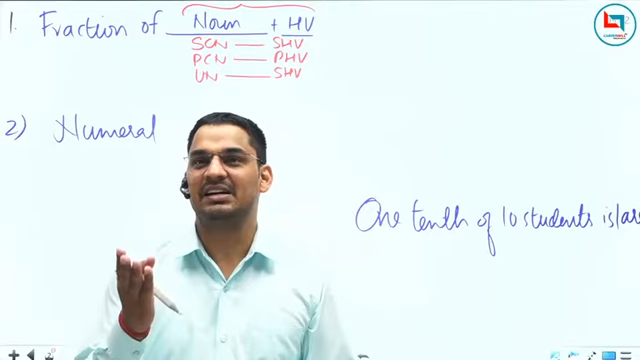 1. Fraction of Noun + HV
SCN — SHV
PCN — PHV
UN — SHV
2) Numeral
One tenth of 10 students is/are